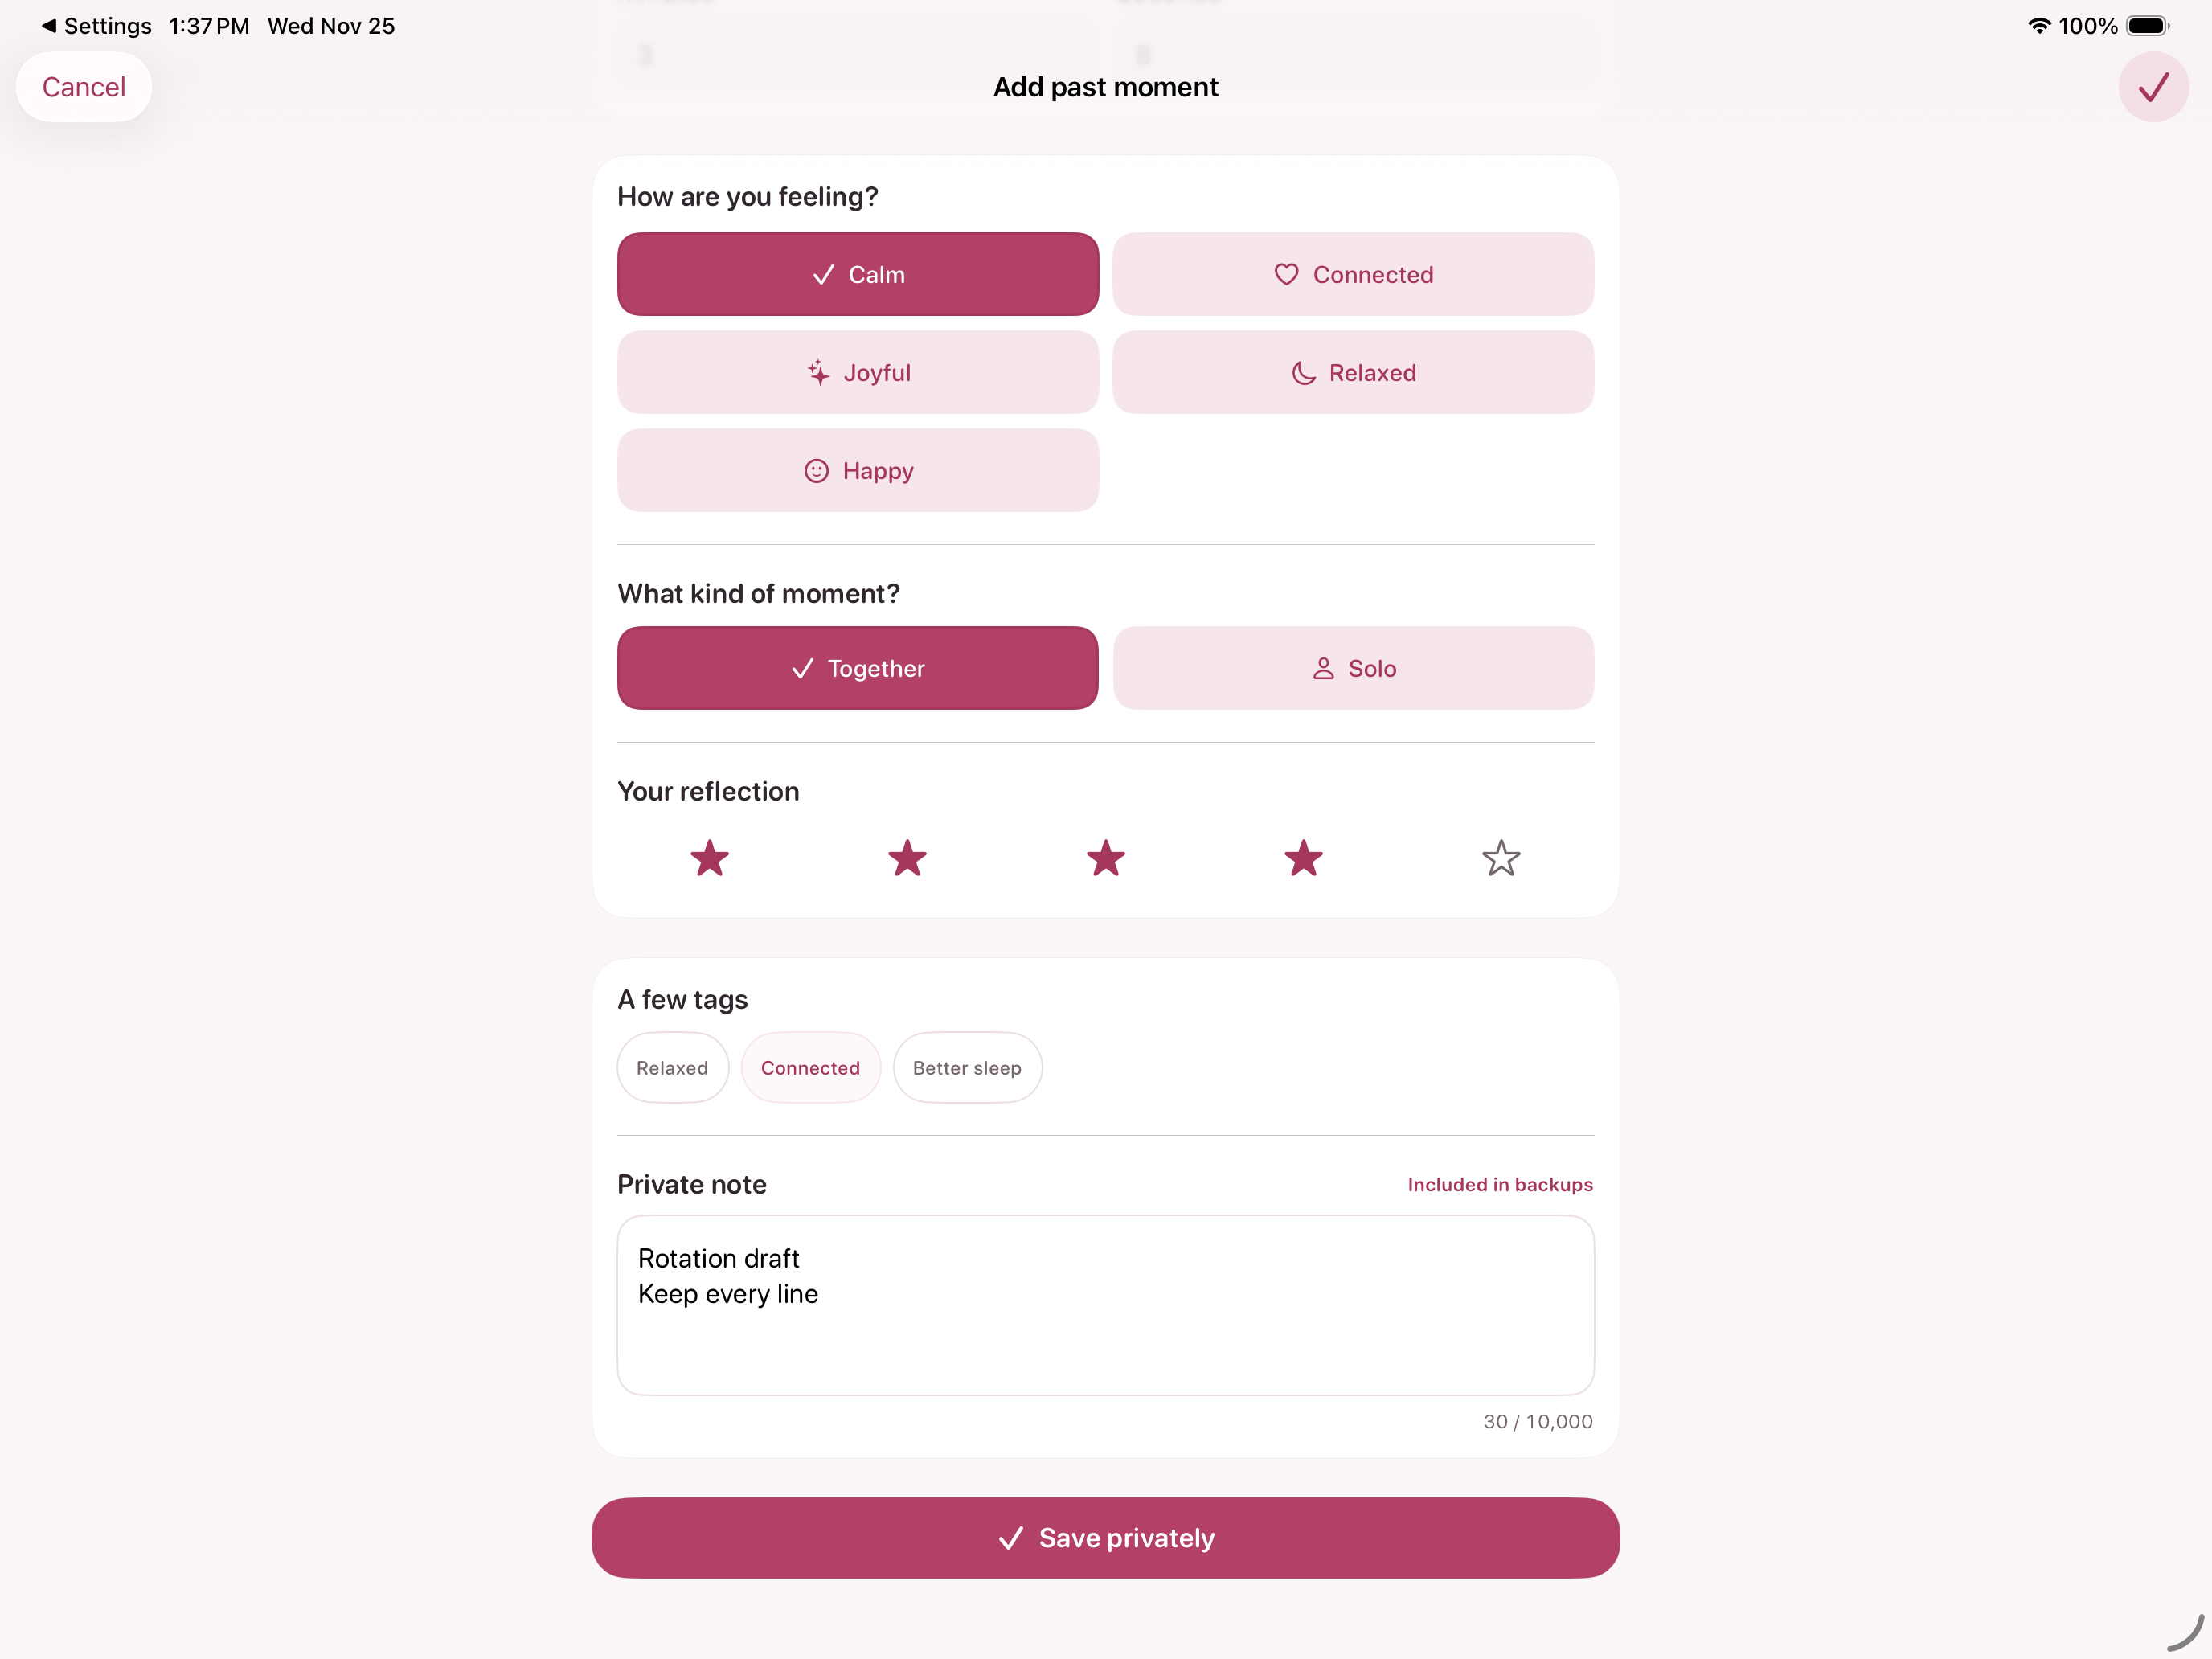 Settings 1:37 PM Wed Nov 25
100%
Cancel
Add past moment
How are you feeling?
Calm
Connected
Joyful
Relaxed
Happy
What kind of moment?
Together
Solo
Your reflection
A few tags
Relaxed
Connected
Better sleep
Private note
Included in backups
Rotation draft
Keep every line
30 / 10,000
Save privately